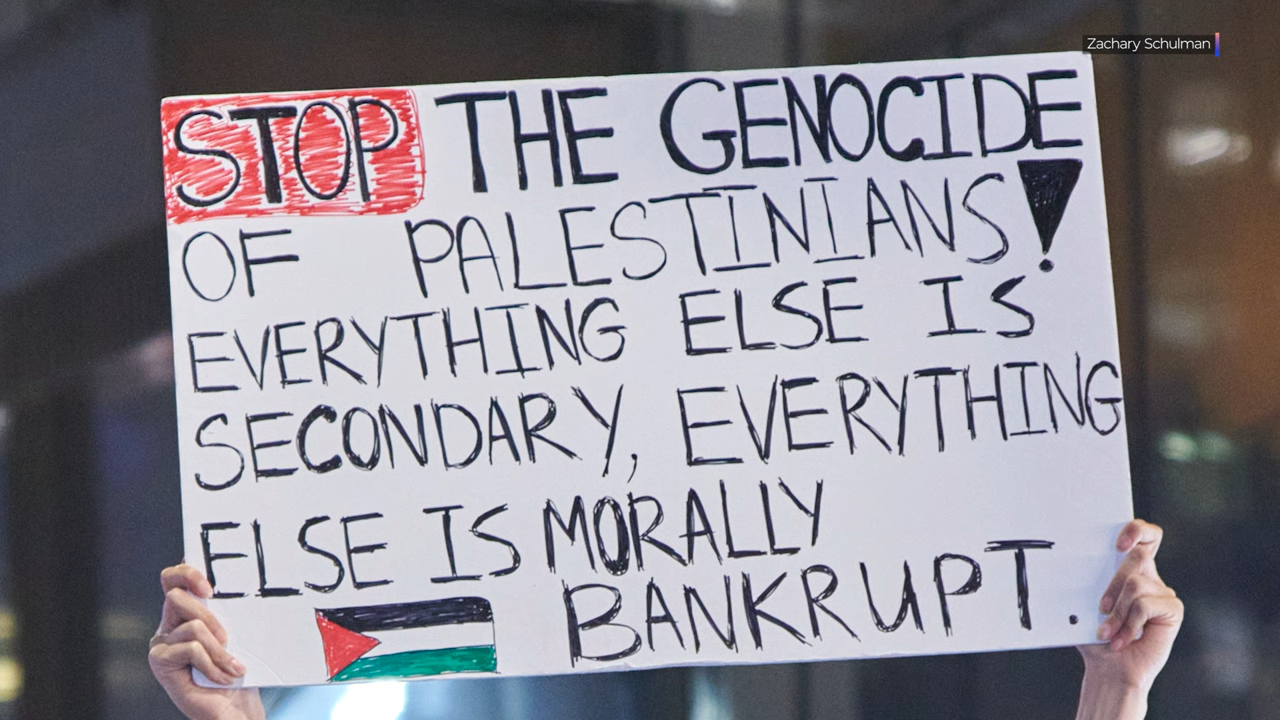 Zachary Schulman
STOP THE GENOCIDE
OF PALESTINIANS!
EVERYTHING ELSE IS
SECONDARY, EVERYTHING
ELSE IS MORALLY
BANKRUPT.